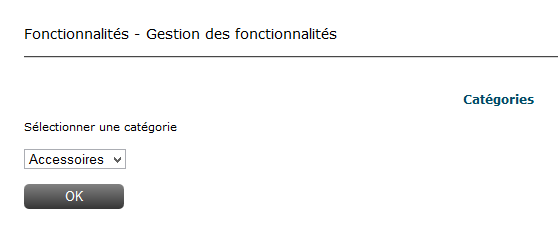 Fonctionnalités - Gestion des fonctionnalités
Catégories
Sélectionner une catégorie
Accessoires
OK